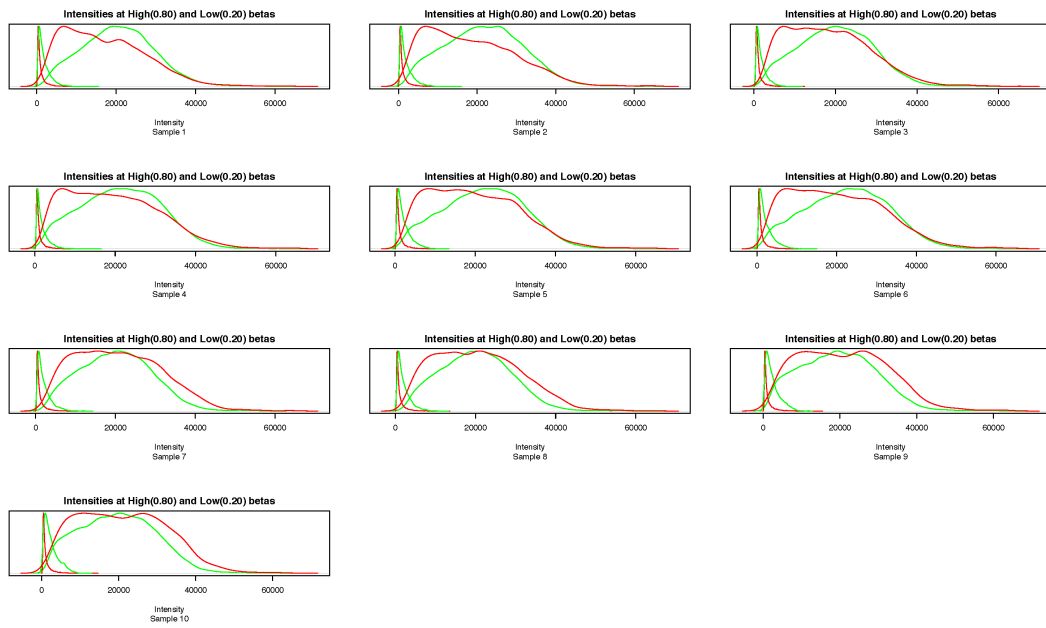 Intensities at High(0.80) and Low(0.20) betas
0 20000 40000 60000
Intensity
Sample 1
Intensities at High(0.80) and Low(0.20) betas
0 20000 40000 60000
Intensity
Sample 2
Intensities at High(0.80) and Low(0.20) betas
0 20000 40000 60000
Intensity
Sample 3
Intensities at High(0.80) and Low(0.20) betas
0 20000 40000 60000
Intensity
Sample 4
Intensities at High(0.80) and Low(0.20) betas
0 20000 40000 60000
Intensity
Sample 5
Intensities at High(0.80) and Low(0.20) betas
0 20000 40000 60000
Intensity
Sample 6
Intensities at High(0.80) and Low(0.20) betas
0 20000 40000 60000
Intensity
Sample 7
Intensities at High(0.80) and Low(0.20) betas
0 20000 40000 60000
Intensity
Sample 8
Intensities at High(0.80) and Low(0.20) betas
0 20000 40000 60000
Intensity
Sample 9
Intensities at High(0.80) and Low(0.20) betas
0 20000 40000 60000
Intensity
Sample 10